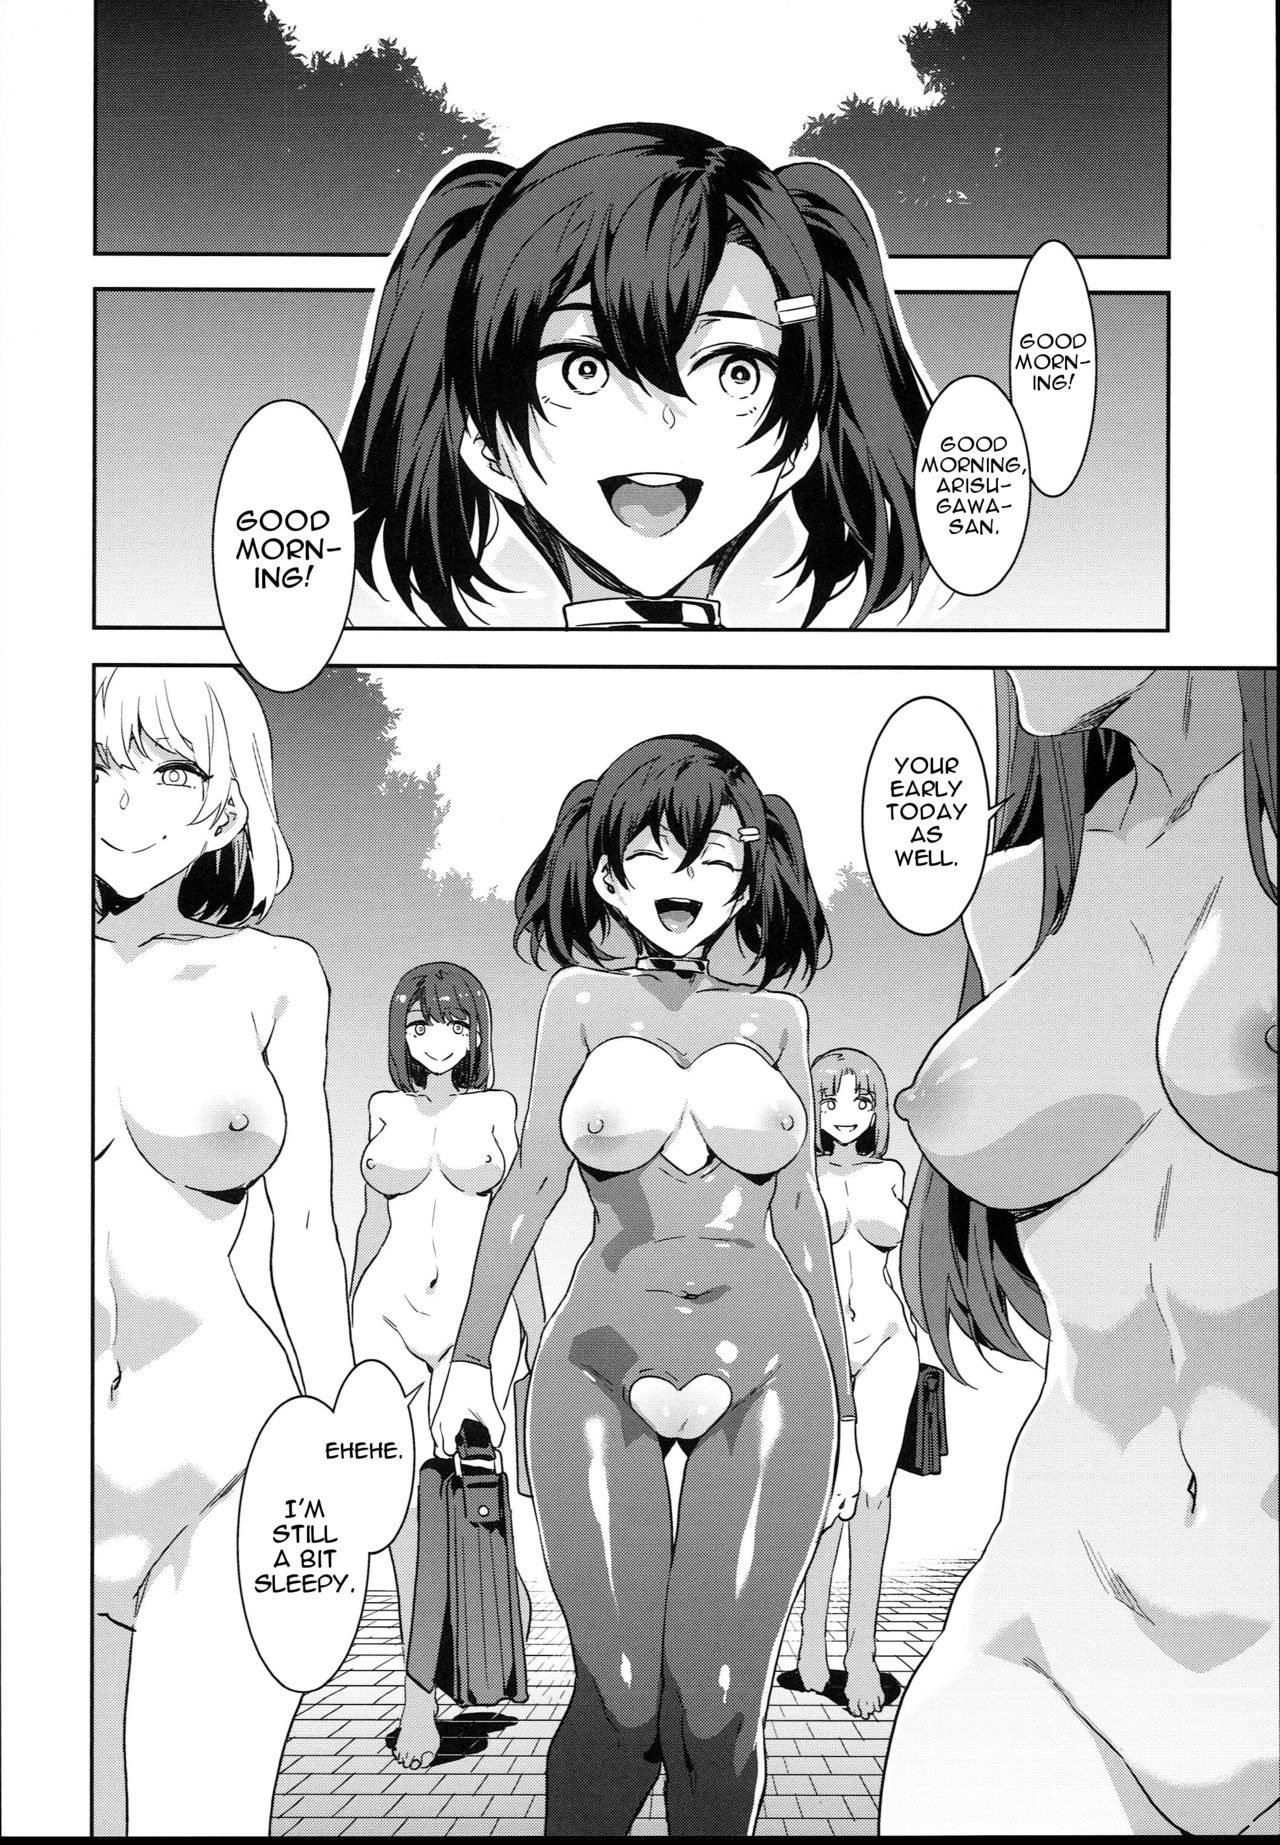 GOOD
MORN-
ING!
GOOD
MORNING,
ARISU-
GAWA-
SAN.
GOOD
MORN-
ING!
YOUR
EARLY
TODAY
AS
WELL.
EHEHE.
I'M
STILL
A BIT
SLEEPY.